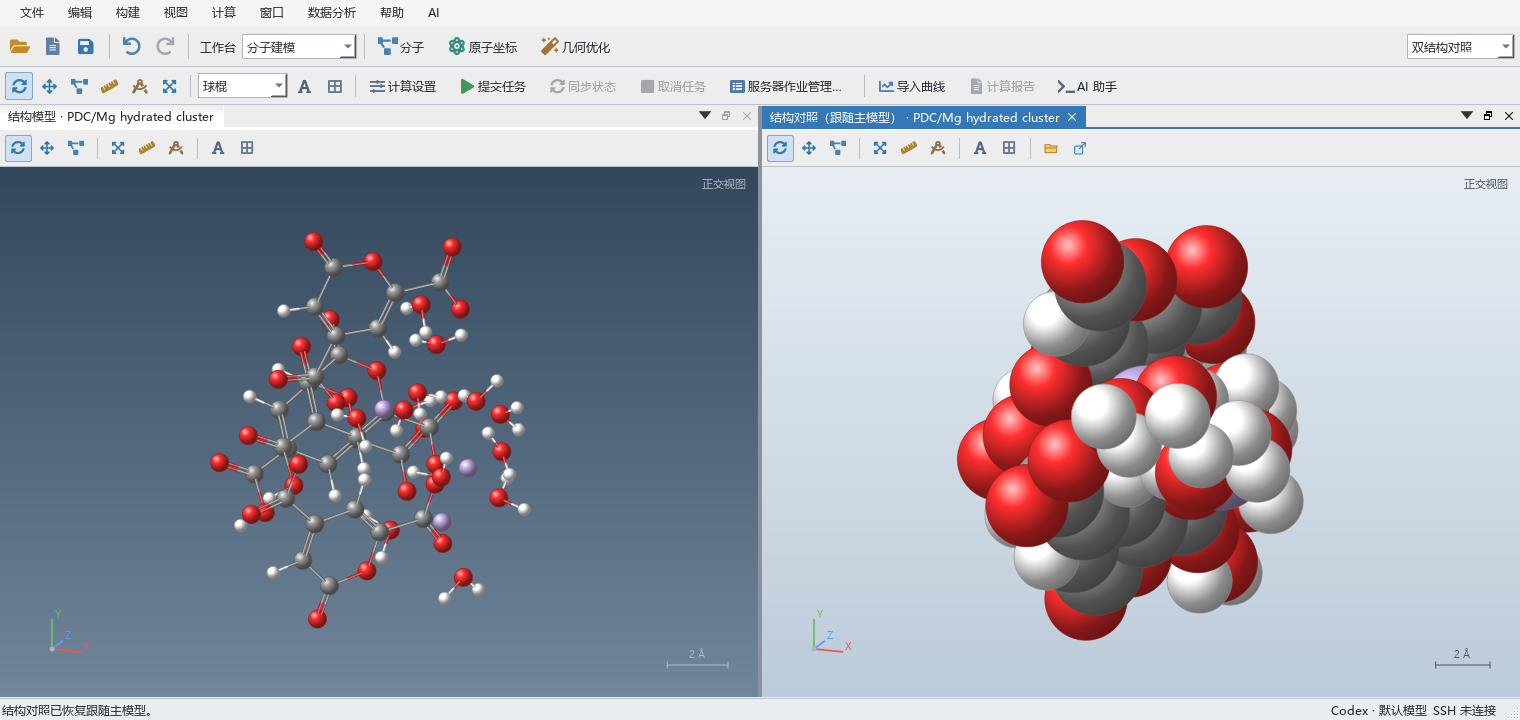 文件 编辑 构建 视图 计算 窗口 数据分析 帮助 AI
工作台 分子建模 分子 原子坐标 几何优化 双结构对照
球棍 A 计算设置 提交任务 同步状态 取消任务 服务器作业管理... 导入曲线 计算报告 AI 助手
结构模型 · PDC/Mg hydrated cluster
结构对照（跟随主模型） · PDC/Mg hydrated cluster
A
A
正交视图
正交视图
Y
Z
X
2 Å
Y
Z
X
2 Å
结构对照已恢复跟随主模型。
Codex · 默认模型 SSH 未连接